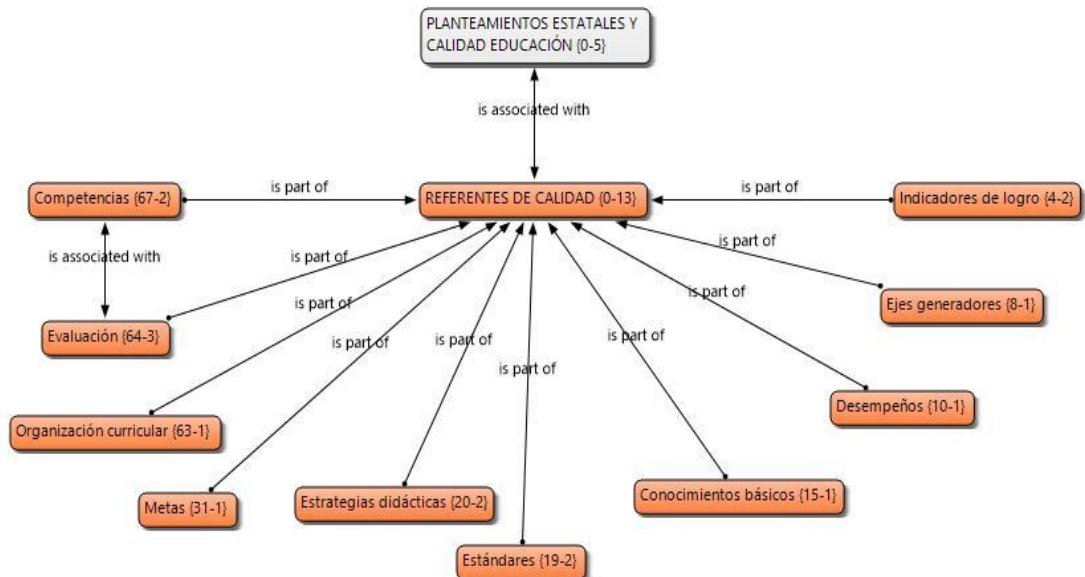 PLANTEAMIENTOS ESTATALES Y
CALIDAD EDUCACIÓN {0-5}
is associated with
Competencias {67-2}
is part of
REFERENTES DE CALIDAD {0-13}
is part of
Indicadores de logro {4-2}
is associated with
is part of
is part of
Ejes generadores {8-1}
is part of
is part of
Evaluación {64-3}
is part of
is part of
is part of
is part of
Desempeños {10-1}
Organización curricular {63-1}
Metas {31-1}
Estrategias didácticas {20-2}
Conocimientos básicos {15-1}
Estándares {19-2}